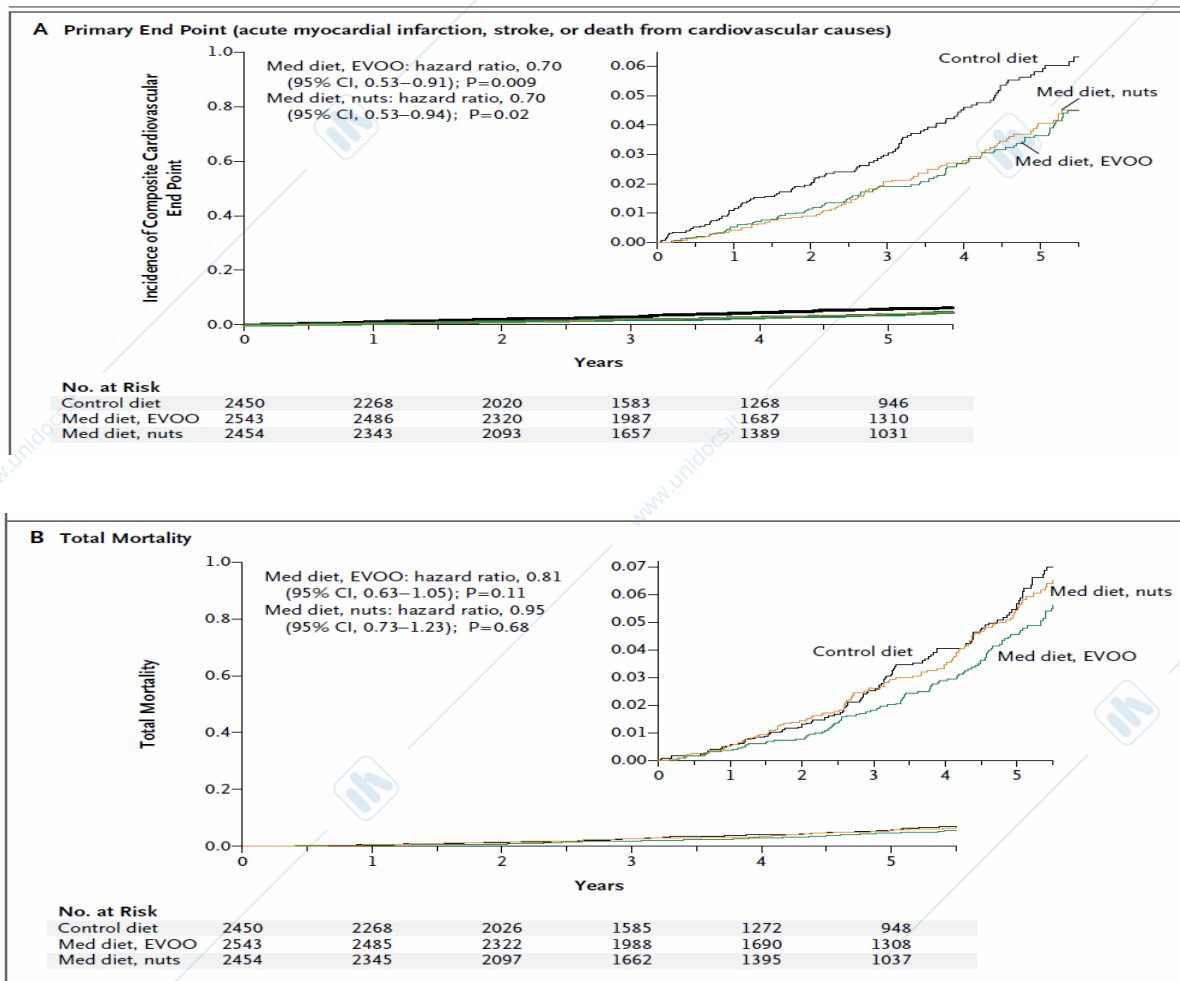 A Primary End Point (acute myocardial infarction, stroke, or death from cardiovascular causes)
Incidence of Composite Cardiovascular
End Point
1.0
0.8
0.6
0.4
0.2
0.0
Med diet, EVOO: hazard ratio, 0.70
(95% CI, 0.53–0.91); P=0.009
Med diet, nuts: hazard ratio, 0.70
(95% CI, 0.53–0.94); P=0.02
0.06
0.05
0.04
0.03
0.02
0.01
0.00
Control diet
Med diet, nuts
Med diet, EVOO
0 1 2 3 4 5
0 1 2 3 4 5
Years
No. at Risk
Control diet 2450 2268 2020 1583 1268 946
Med diet, EVOO 2543 2486 2320 1987 1687 1310
Med diet, nuts 2454 2343 2093 1657 1389 1031
www.unidocs.it
www.unidocs.it
B Total Mortality
Total Mortality
1.0
0.8
0.6
0.4
0.2
0.0
Med diet, EVOO: hazard ratio, 0.81
(95% CI, 0.63–1.05); P=0.11
Med diet, nuts: hazard ratio, 0.95
(95% CI, 0.73–1.23); P=0.68
0.07
0.06
0.05
0.04
0.03
0.02
0.01
0.00
Med diet, nuts
Control diet
Med diet, EVOO
0 1 2 3 4 5
0 1 2 3 4 5
Years
No. at Risk
Control diet 2450 2268 2026 1585 1272 948
Med diet, EVOO 2543 2485 2322 1988 1690 1308
Med diet, nuts 2454 2345 2097 1662 1395 1037